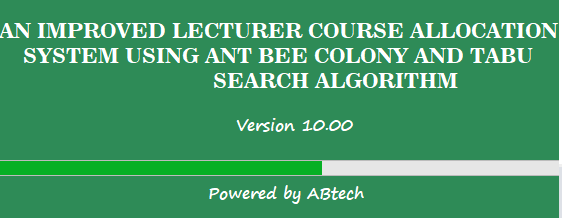 AN IMPROVED LECTURER COURSE ALLOCATION
SYSTEM USING ANT BEE COLONY AND TABU
SEARCH ALGORITHM
Version 10.00
Powered by ABtech